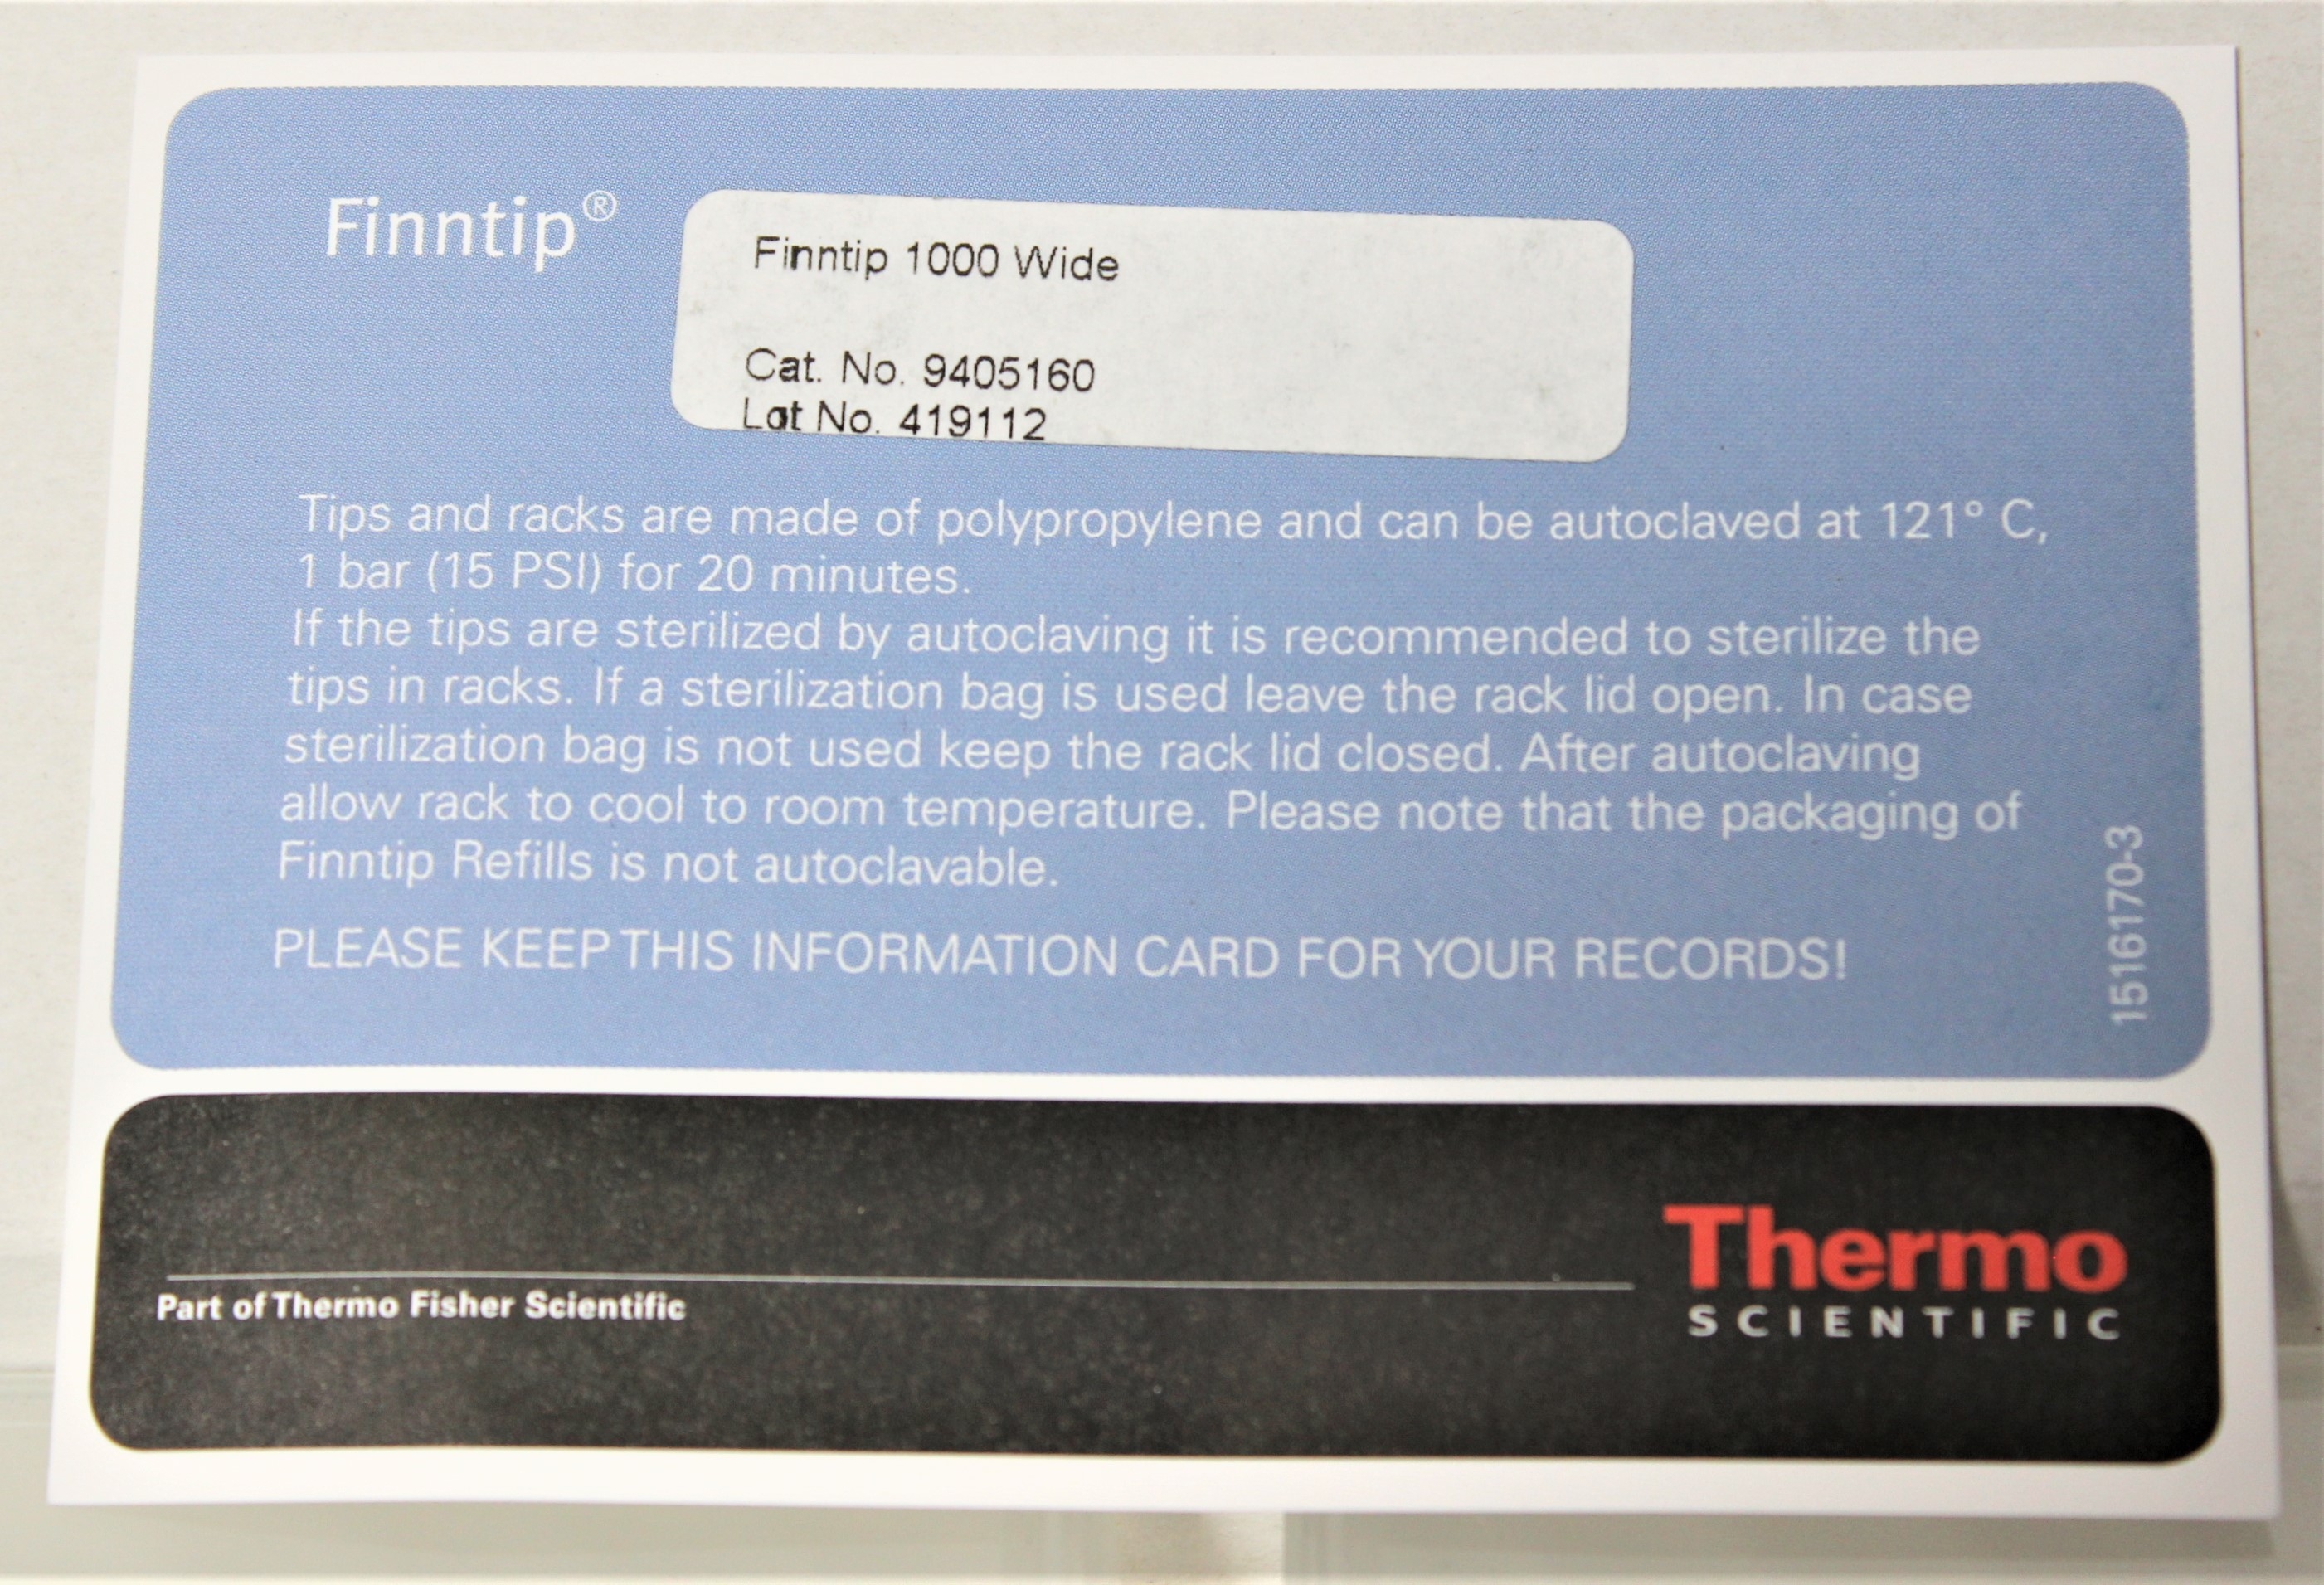 Finntip®
Finntip 1000 Wide
Cat. No. 9405160
Lot No. 419112
Tips and racks are made of polypropylene and can be autoclaved at 121° C,
1 bar (15 PSI) for 20 minutes.
If the tips are sterilized by autoclaving it is recommended to sterilize the
tips in racks. If a sterilization bag is used leave the rack lid open. In case
sterilization bag is not used keep the rack lid closed. After autoclaving
allow rack to cool to room temperature. Please note that the packaging of
Finntip Refills is not autoclavable.
PLEASE KEEP THIS INFORMATION CARD FOR YOUR RECORDS!
1516170-3
Part of Thermo Fisher Scientific
Thermo
SCIENTIFIC